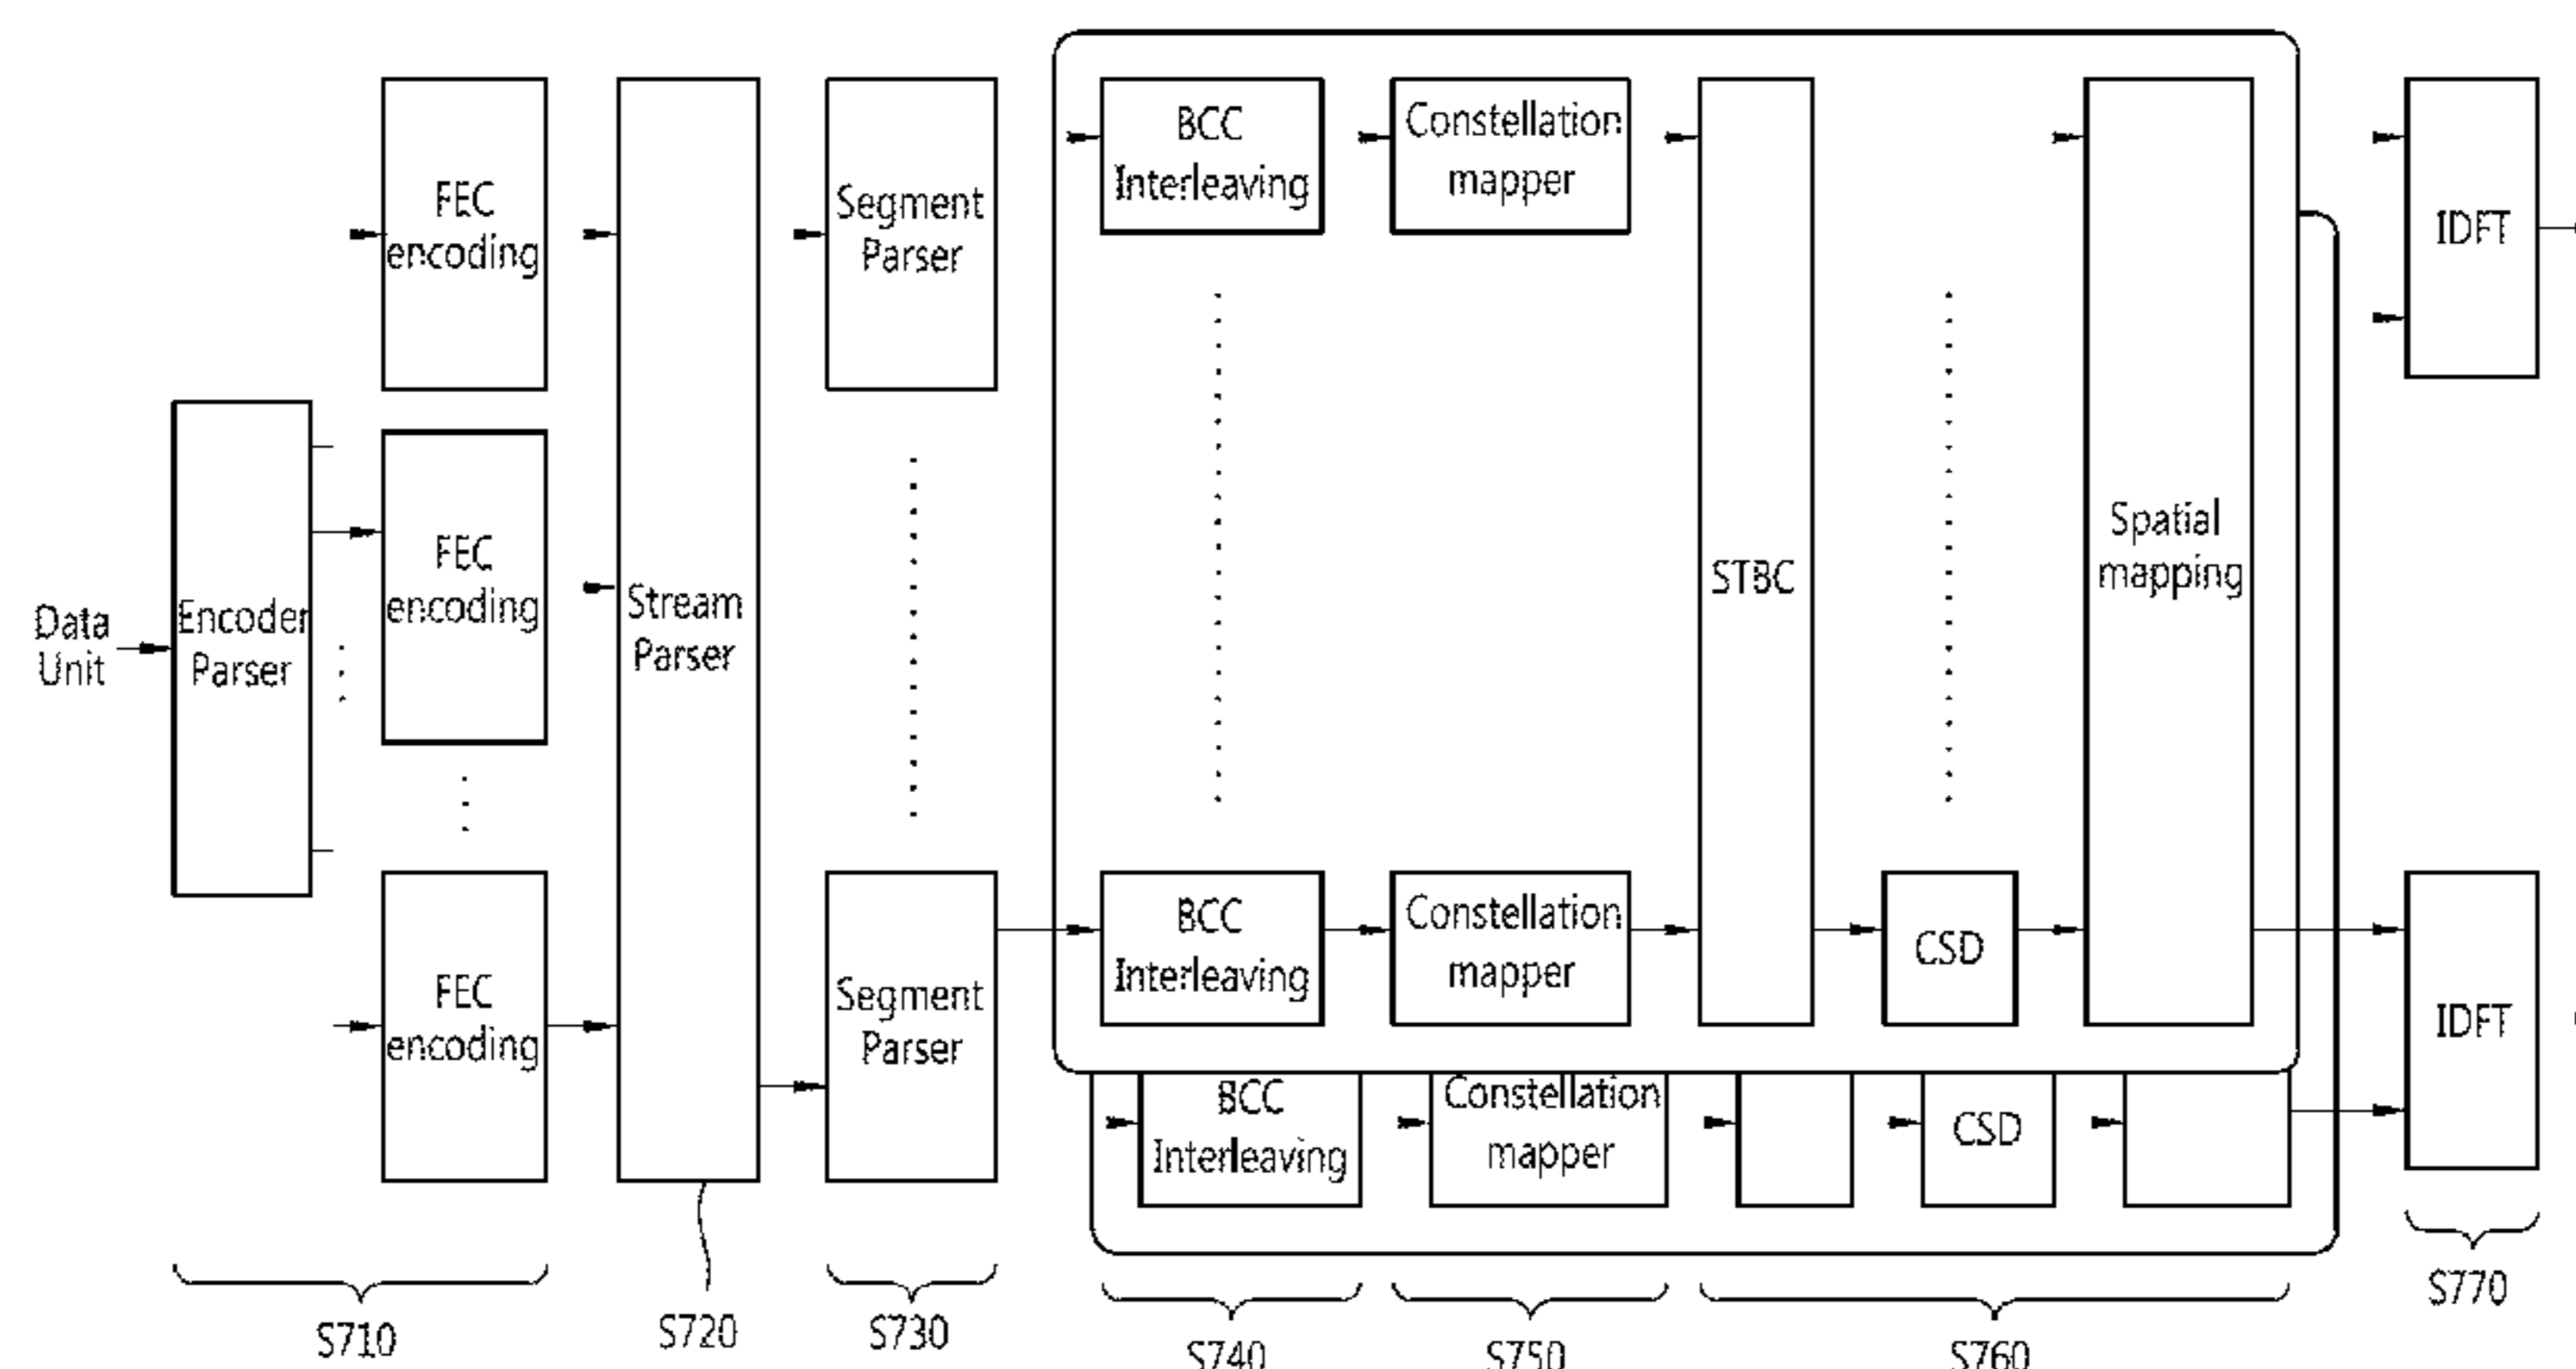 Data
Unit
Encoder
Parser
FEC
encoding
FEC
encoding
FEC
encoding
Stream
Parser
Segment
Parser
Segment
Parser
BCC
Interleaving
Constellation
mapper
STBC
Spatial
mapping
BCC
Interleaving
Constellation
mapper
CSD
BCC
Interleaving
Constellation
mapper
CSD
IDFT
IDFT
S710
S720
S730
S740
S750
S760
S770